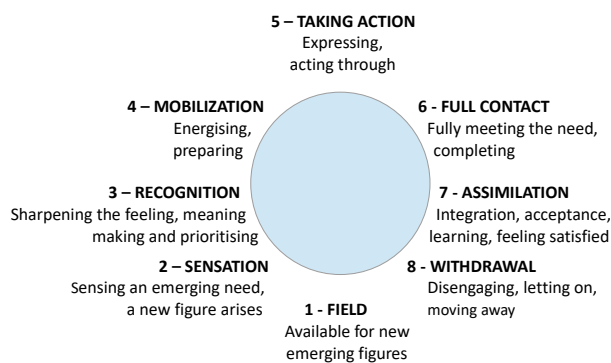 5 – TAKING ACTION
Expressing,
acting through
4 – MOBILIZATION
Energising,
preparing
6 - FULL CONTACT
Fully meeting the need,
completing
3 – RECOGNITION
Sharpening the feeling, meaning
making and prioritising
7 - ASSIMILATION
Integration, acceptance,
learning, feeling satisfied
2 – SENSATION
Sensing an emerging need,
a new figure arises
8 - WITHDRAWAL
Disengaging, letting on,
moving away
1 - FIELD
Available for new
emerging figures